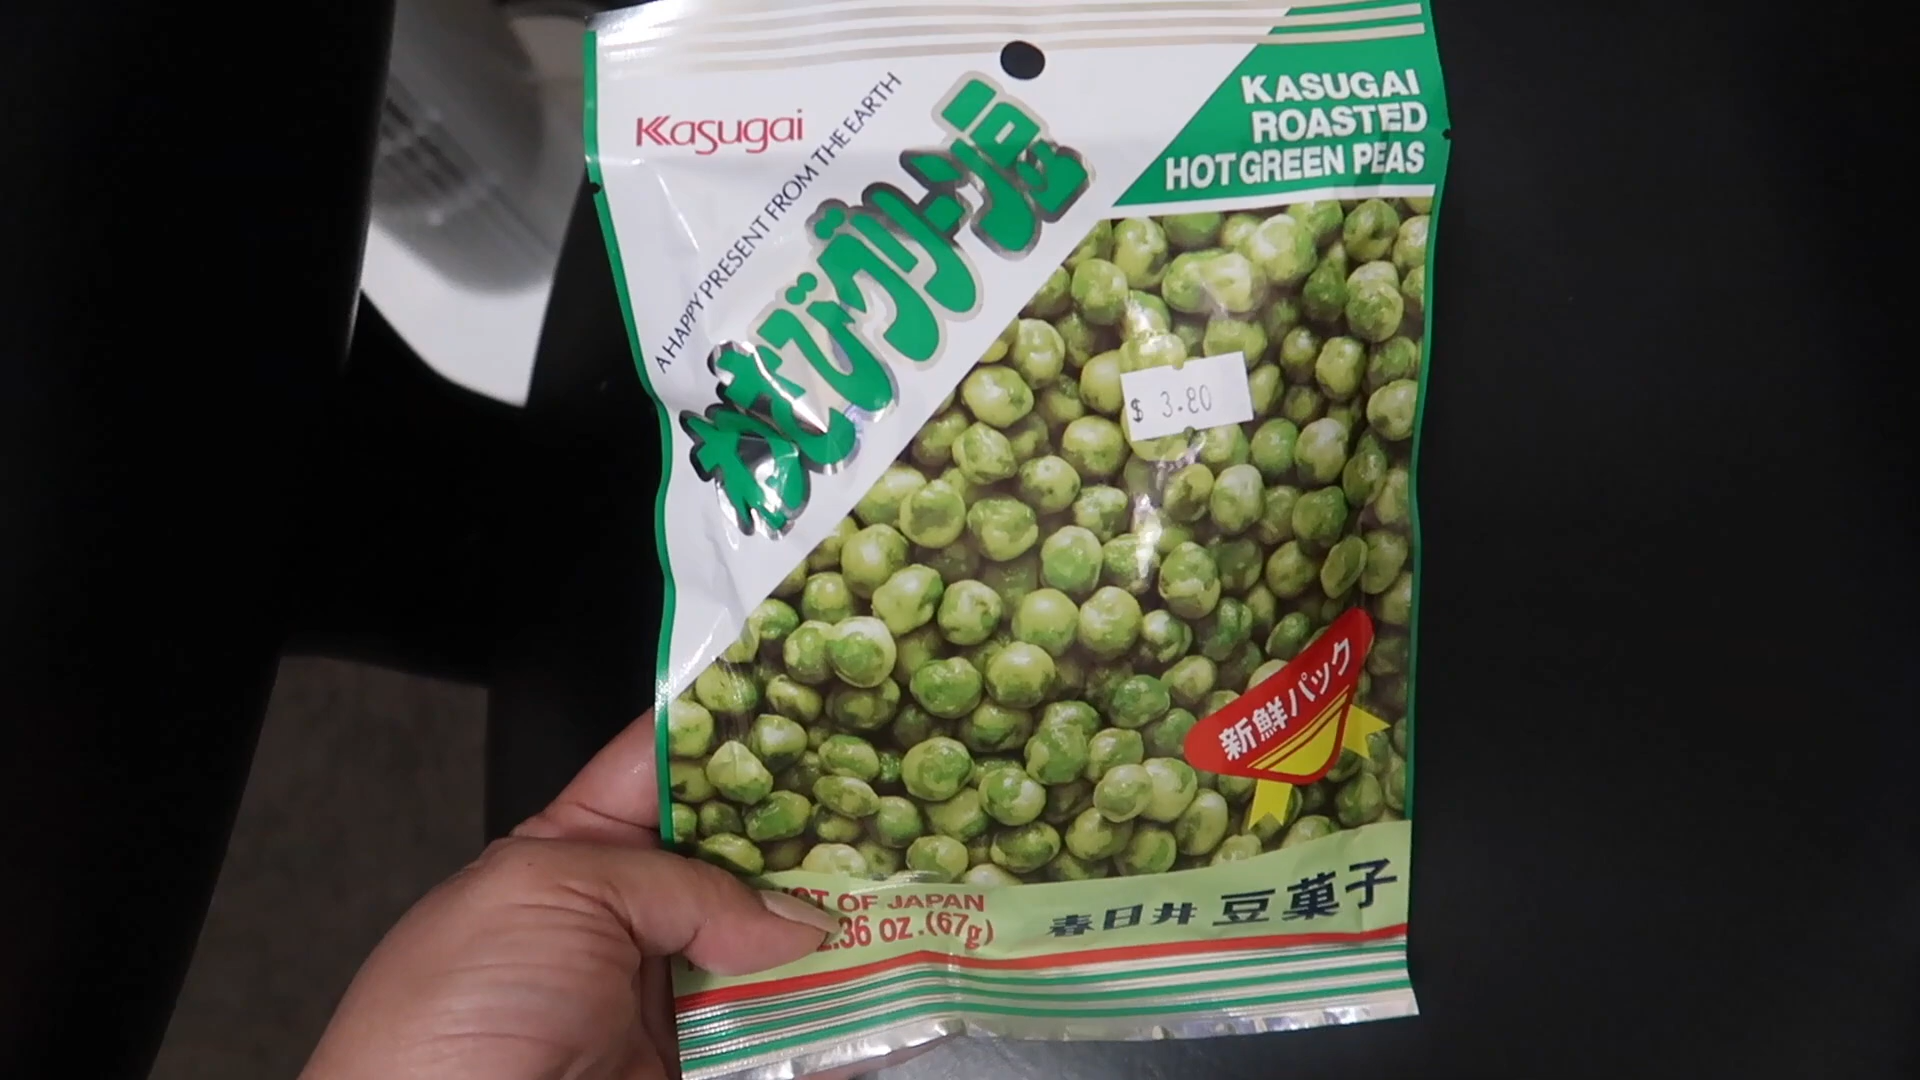 Kasugai
A HAPPY PRESENT FROM THE EARTH
わさびグリーン豆
KASUGAI
ROASTED
HOT GREEN PEAS
$ 3.80
新鮮パック
OF JAPAN
2.36 oz.(67g)
春日井 豆菓子